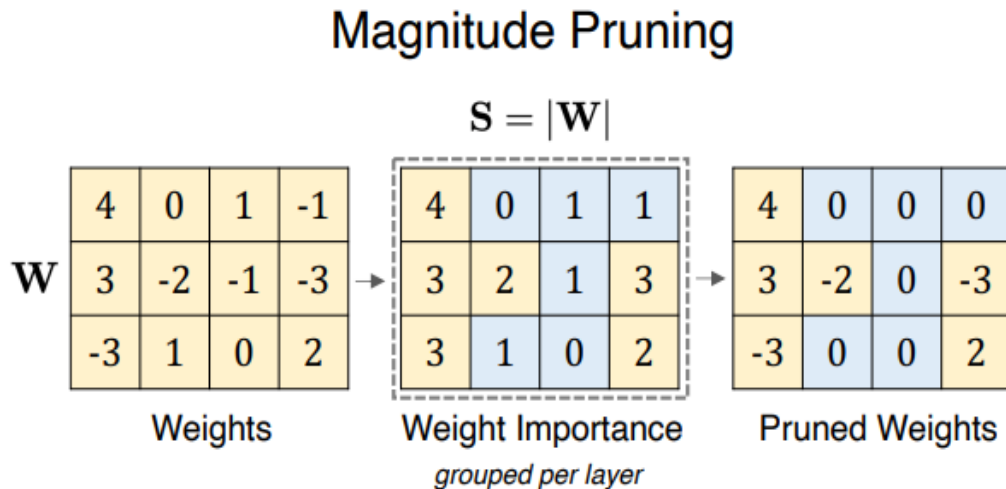 Magnitude Pruning
S = |W|
4 0 1 -1
3 -2 -1 -3
-3 1 0 2
W
4 0 1 1
3 2 1 3
3 1 0 2
4 0 0 0
3 -2 0 -3
-3 0 0 2
Weights
Weight Importance
grouped per layer
Pruned Weights